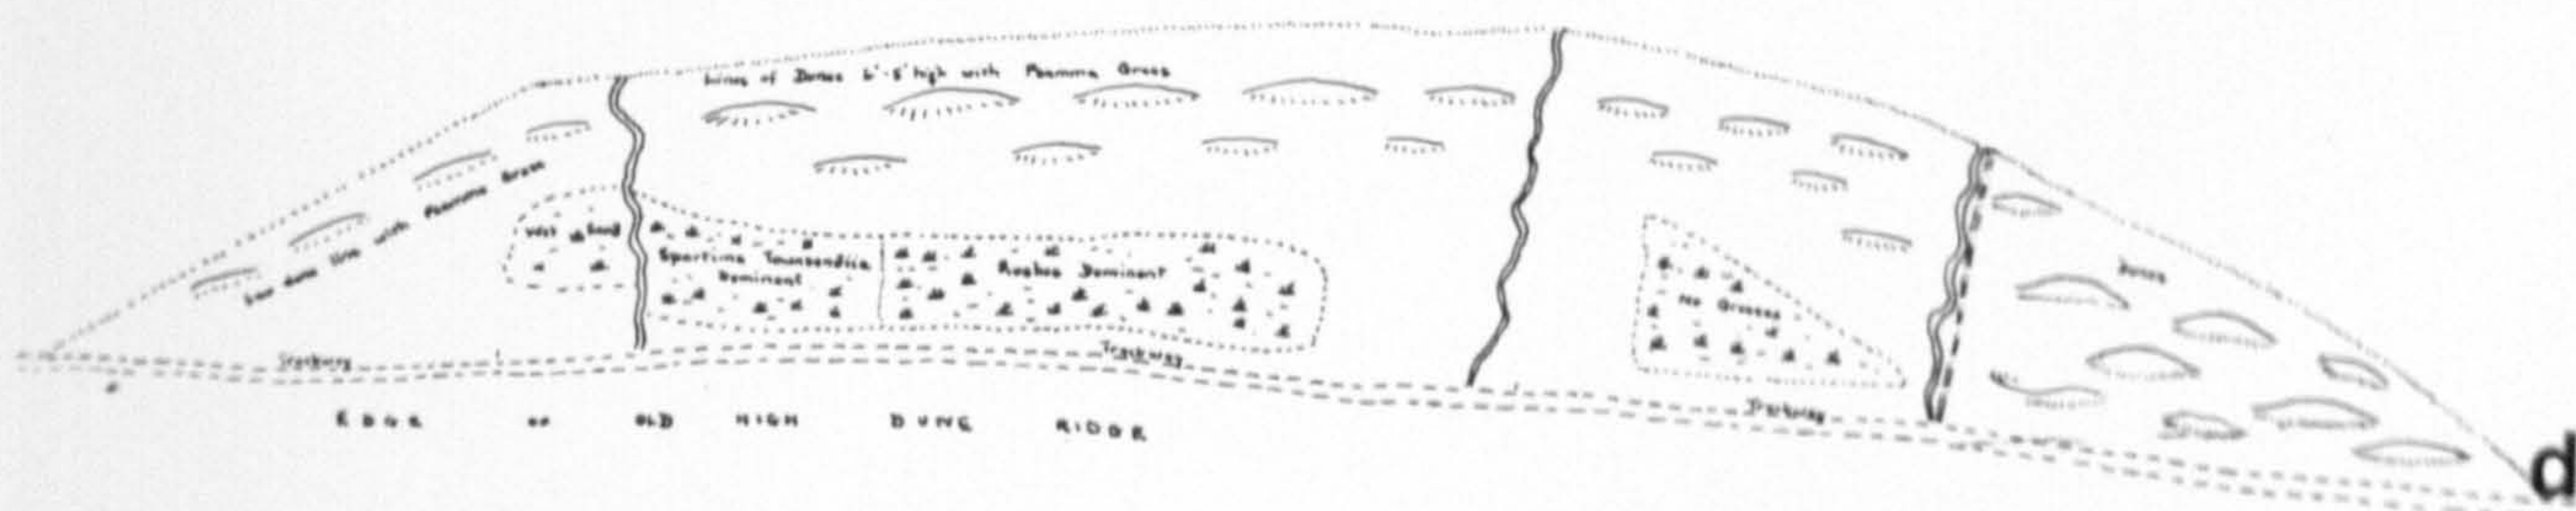 Lines of Dunes 6'-8' high with Psamma Grass
dune line with Psamma Grass
Wet Sand
Spartina Townsendii
Dominant
Rushes Dominant
No Grasses
Dunes
Trackway
Trackway
Trackway
EDGE OF OLD HIGH DUNE RIDGE
d